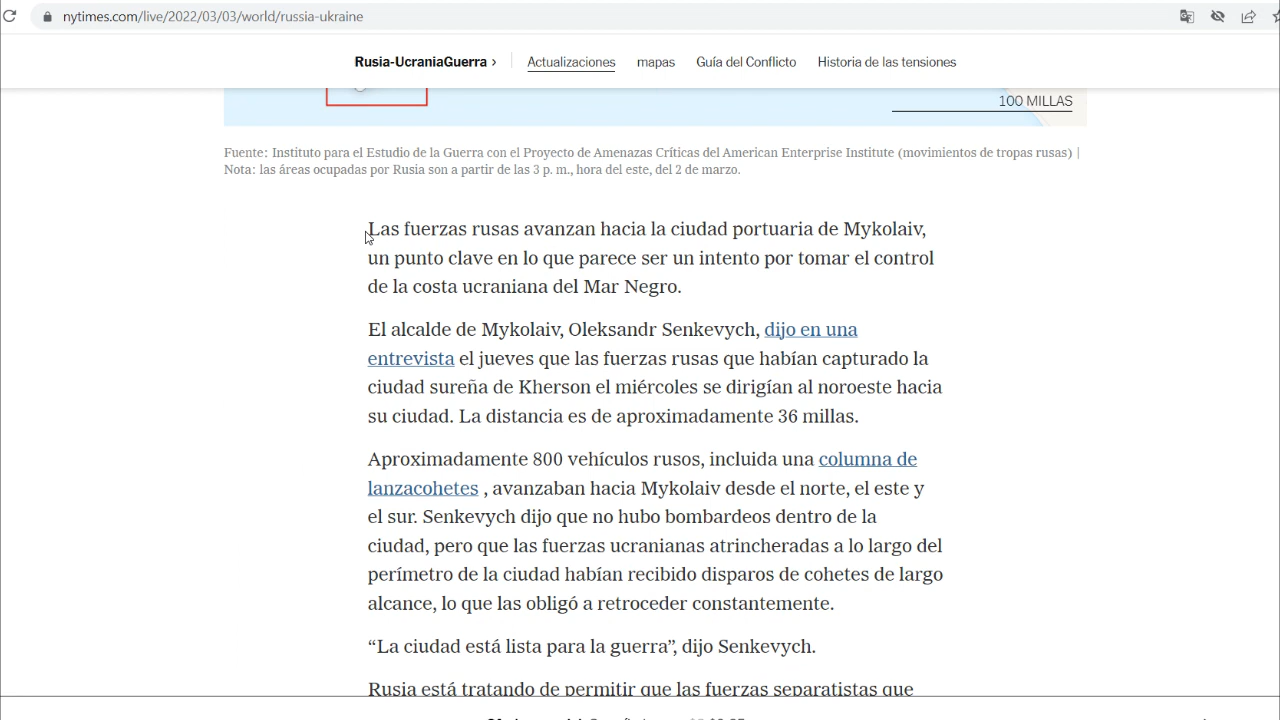 nytimes.com/live/2022/03/03/world/russia-ukraine
Rusia-UcraniaGuerra › Actualizaciones mapas Guía del Conflicto Historia de las tensiones
100 MILLAS
Fuente: Instituto para el Estudio de la Guerra con el Proyecto de Amenazas Críticas del American Enterprise Institute (movimientos de tropas rusas) |
Nota: las áreas ocupadas por Rusia son a partir de las 3 p. m., hora del este, del 2 de marzo.
Las fuerzas rusas avanzan hacia la ciudad portuaria de Mykolaiv,
un punto clave en lo que parece ser un intento por tomar el control
de la costa ucraniana del Mar Negro.
El alcalde de Mykolaiv, Oleksandr Senkevych, dijo en una
entrevista el jueves que las fuerzas rusas que habían capturado la
ciudad sureña de Kherson el miércoles se dirigían al noroeste hacia
su ciudad. La distancia es de aproximadamente 36 millas.
Aproximadamente 800 vehículos rusos, incluida una columna de
lanzacohetes , avanzaban hacia Mykolaiv desde el norte, el este y
el sur. Senkevych dijo que no hubo bombardeos dentro de la
ciudad, pero que las fuerzas ucranianas atrincheradas a lo largo del
perímetro de la ciudad habían recibido disparos de cohetes de largo
alcance, lo que las obligó a retroceder constantemente.
“La ciudad está lista para la guerra”, dijo Senkevych.
Rusia está tratando de permitir que las fuerzas separatistas que